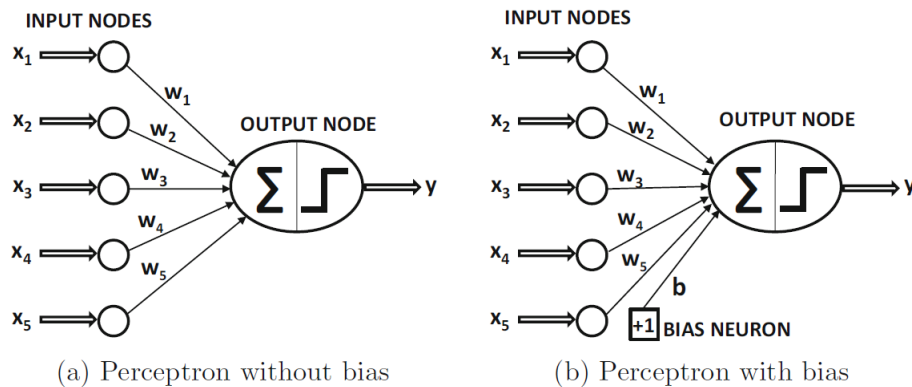 INPUT NODES
x1
w1
x2
w2
OUTPUT NODE
x3
w3
Σ
y
x4
w4
w5
x5
(a) Perceptron without bias
INPUT NODES
x1
w1
x2
w2
OUTPUT NODE
x3
w3
Σ
y
x4
w4
w5
b
x5
+1 BIAS NEURON
(b) Perceptron with bias